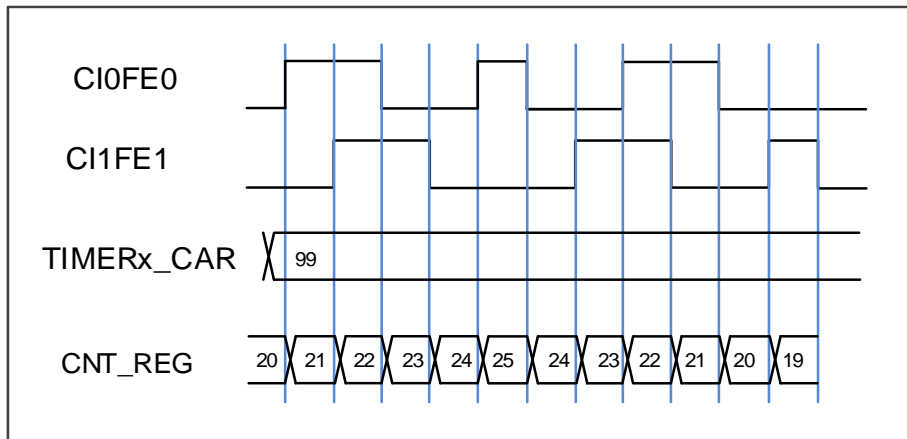 CI0FE0
CI1FE1
TIMERx_CAR 99
CNT_REG 20 21 22 23 24 25 24 23 22 21 20 19